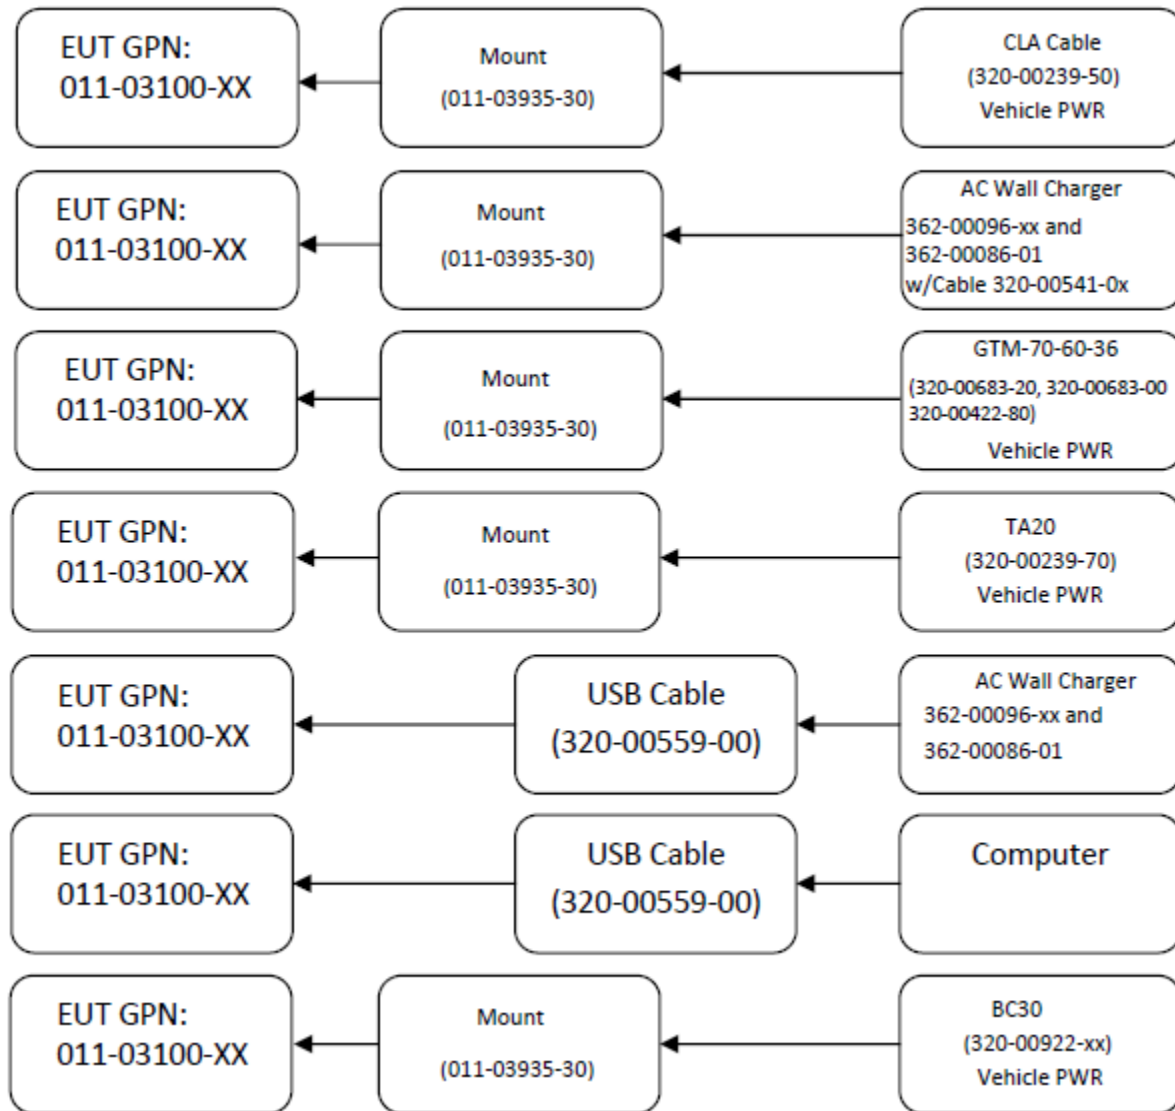 EUT GPN:
011-03100-XX
Mount
(011-03935-30)
CLA Cable
(320-00239-50)
Vehicle PWR
EUT GPN:
011-03100-XX
Mount
(011-03935-30)
AC Wall Charger
362-00096-xx and
362-00086-01
w/Cable 320-00541-0x
EUT GPN:
011-03100-XX
Mount
(011-03935-30)
GTM-70-60-36
(320-00683-20, 320-00683-00
320-00422-80)
Vehicle PWR
EUT GPN:
011-03100-XX
Mount
(011-03935-30)
TA20
(320-00239-70)
Vehicle PWR
EUT GPN:
011-03100-XX
USB Cable
(320-00559-00)
AC Wall Charger
362-00096-xx and
362-00086-01
EUT GPN:
011-03100-XX
USB Cable
(320-00559-00)
Computer
EUT GPN:
011-03100-XX
Mount
(011-03935-30)
BC30
(320-00922-xx)
Vehicle PWR